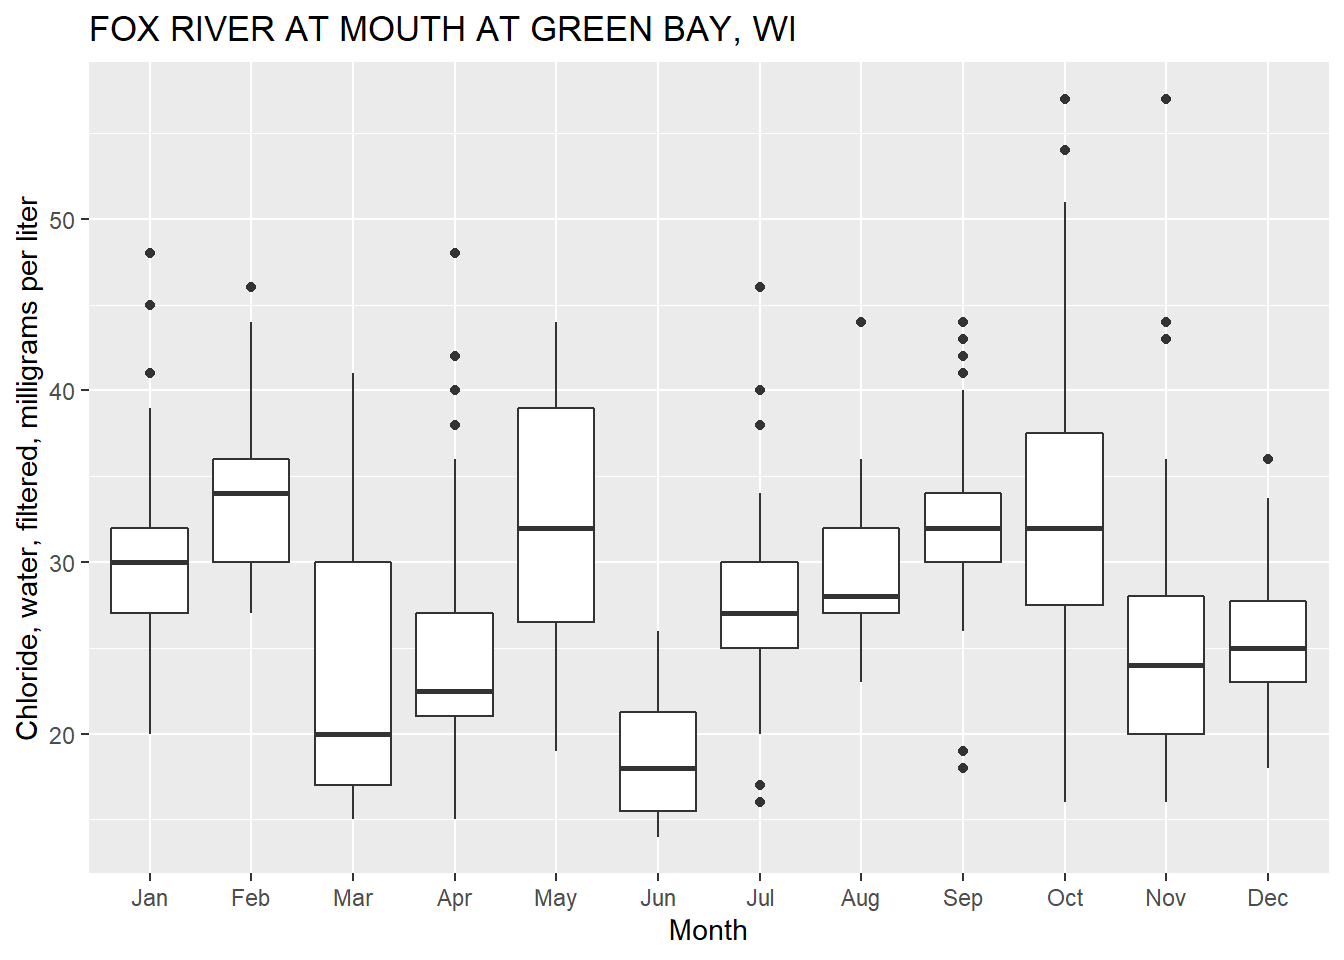 FOX RIVER AT MOUTH AT GREEN BAY, WI
Chloride, water, filtered, milligrams per liter
50
40
30
20
Jan Feb Mar Apr May Jun Jul Aug Sep Oct Nov Dec
Month